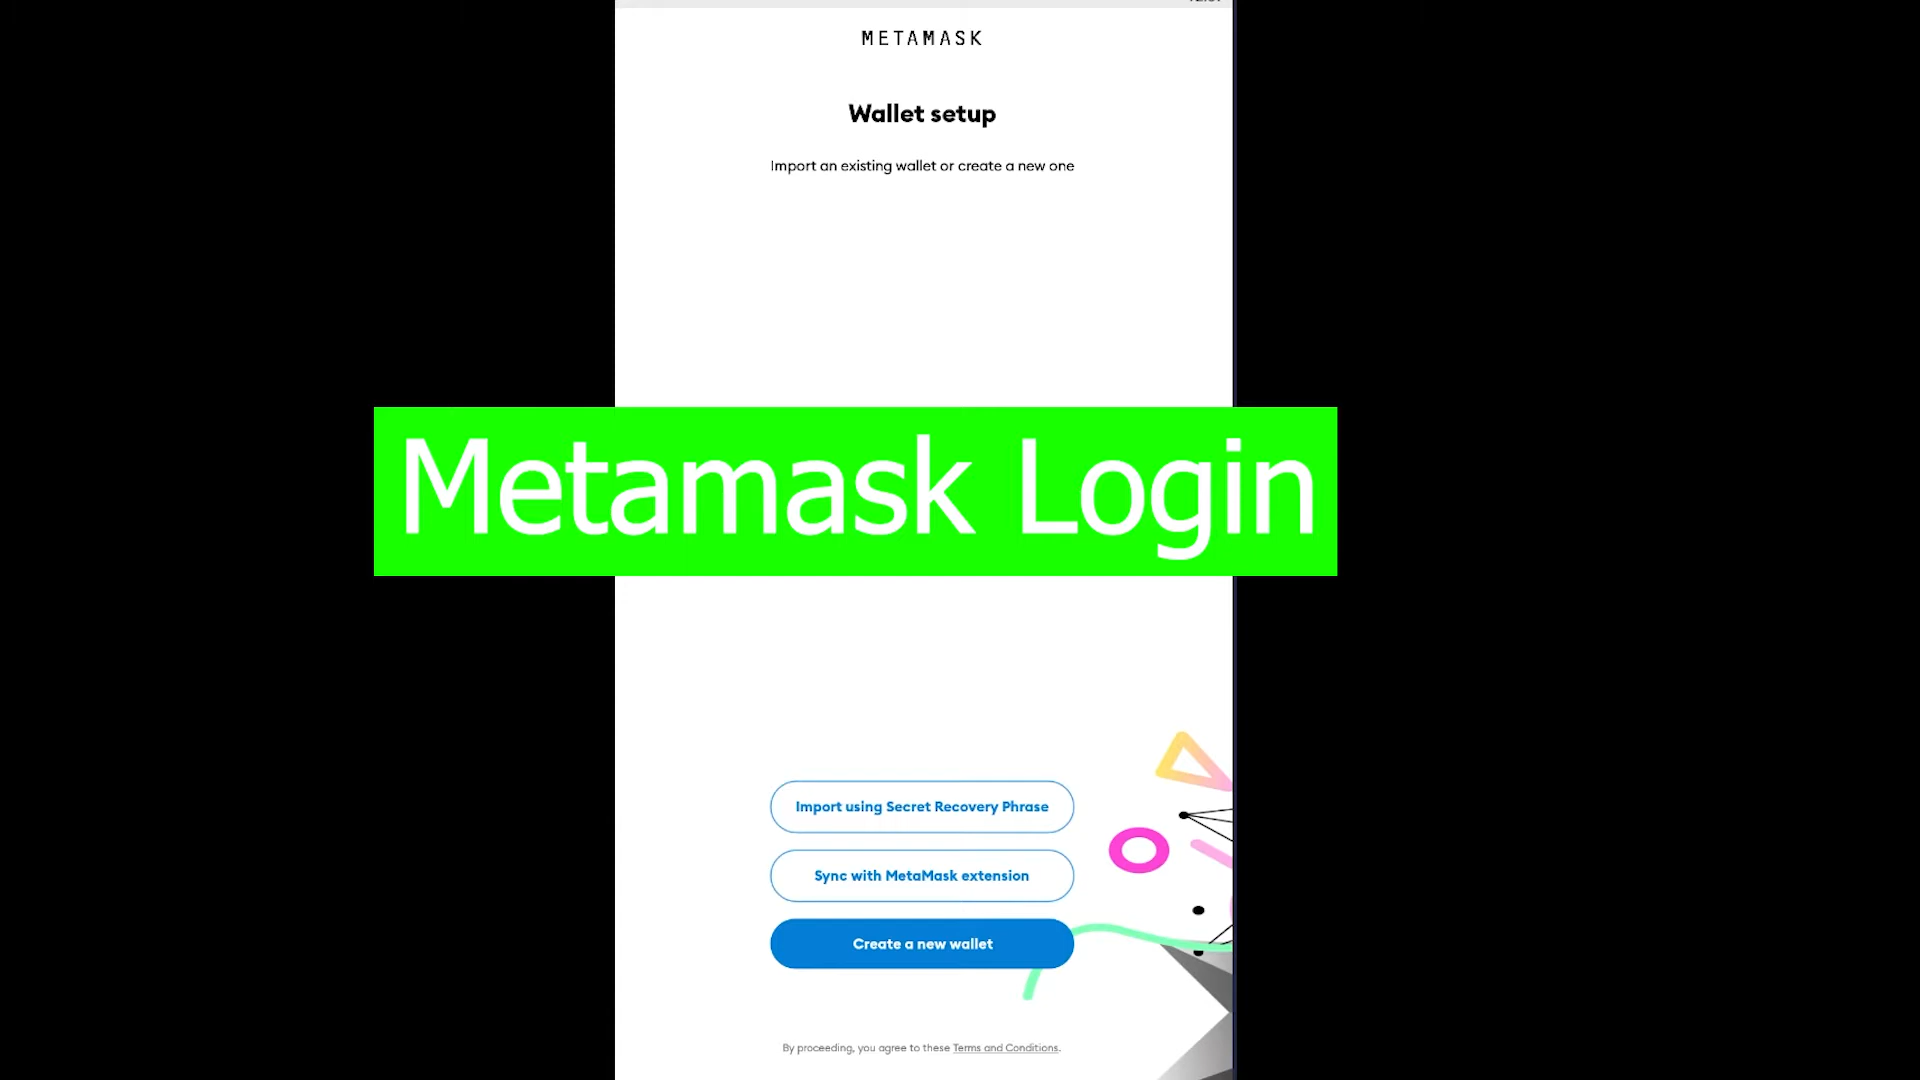 METAMASK
Wallet setup
Import an existing wallet or create a new one
Metamask Login
Import using Secret Recovery Phrase
Sync with MetaMask extension
Create a new wallet
By proceeding, you agree to these Terms and Conditions.